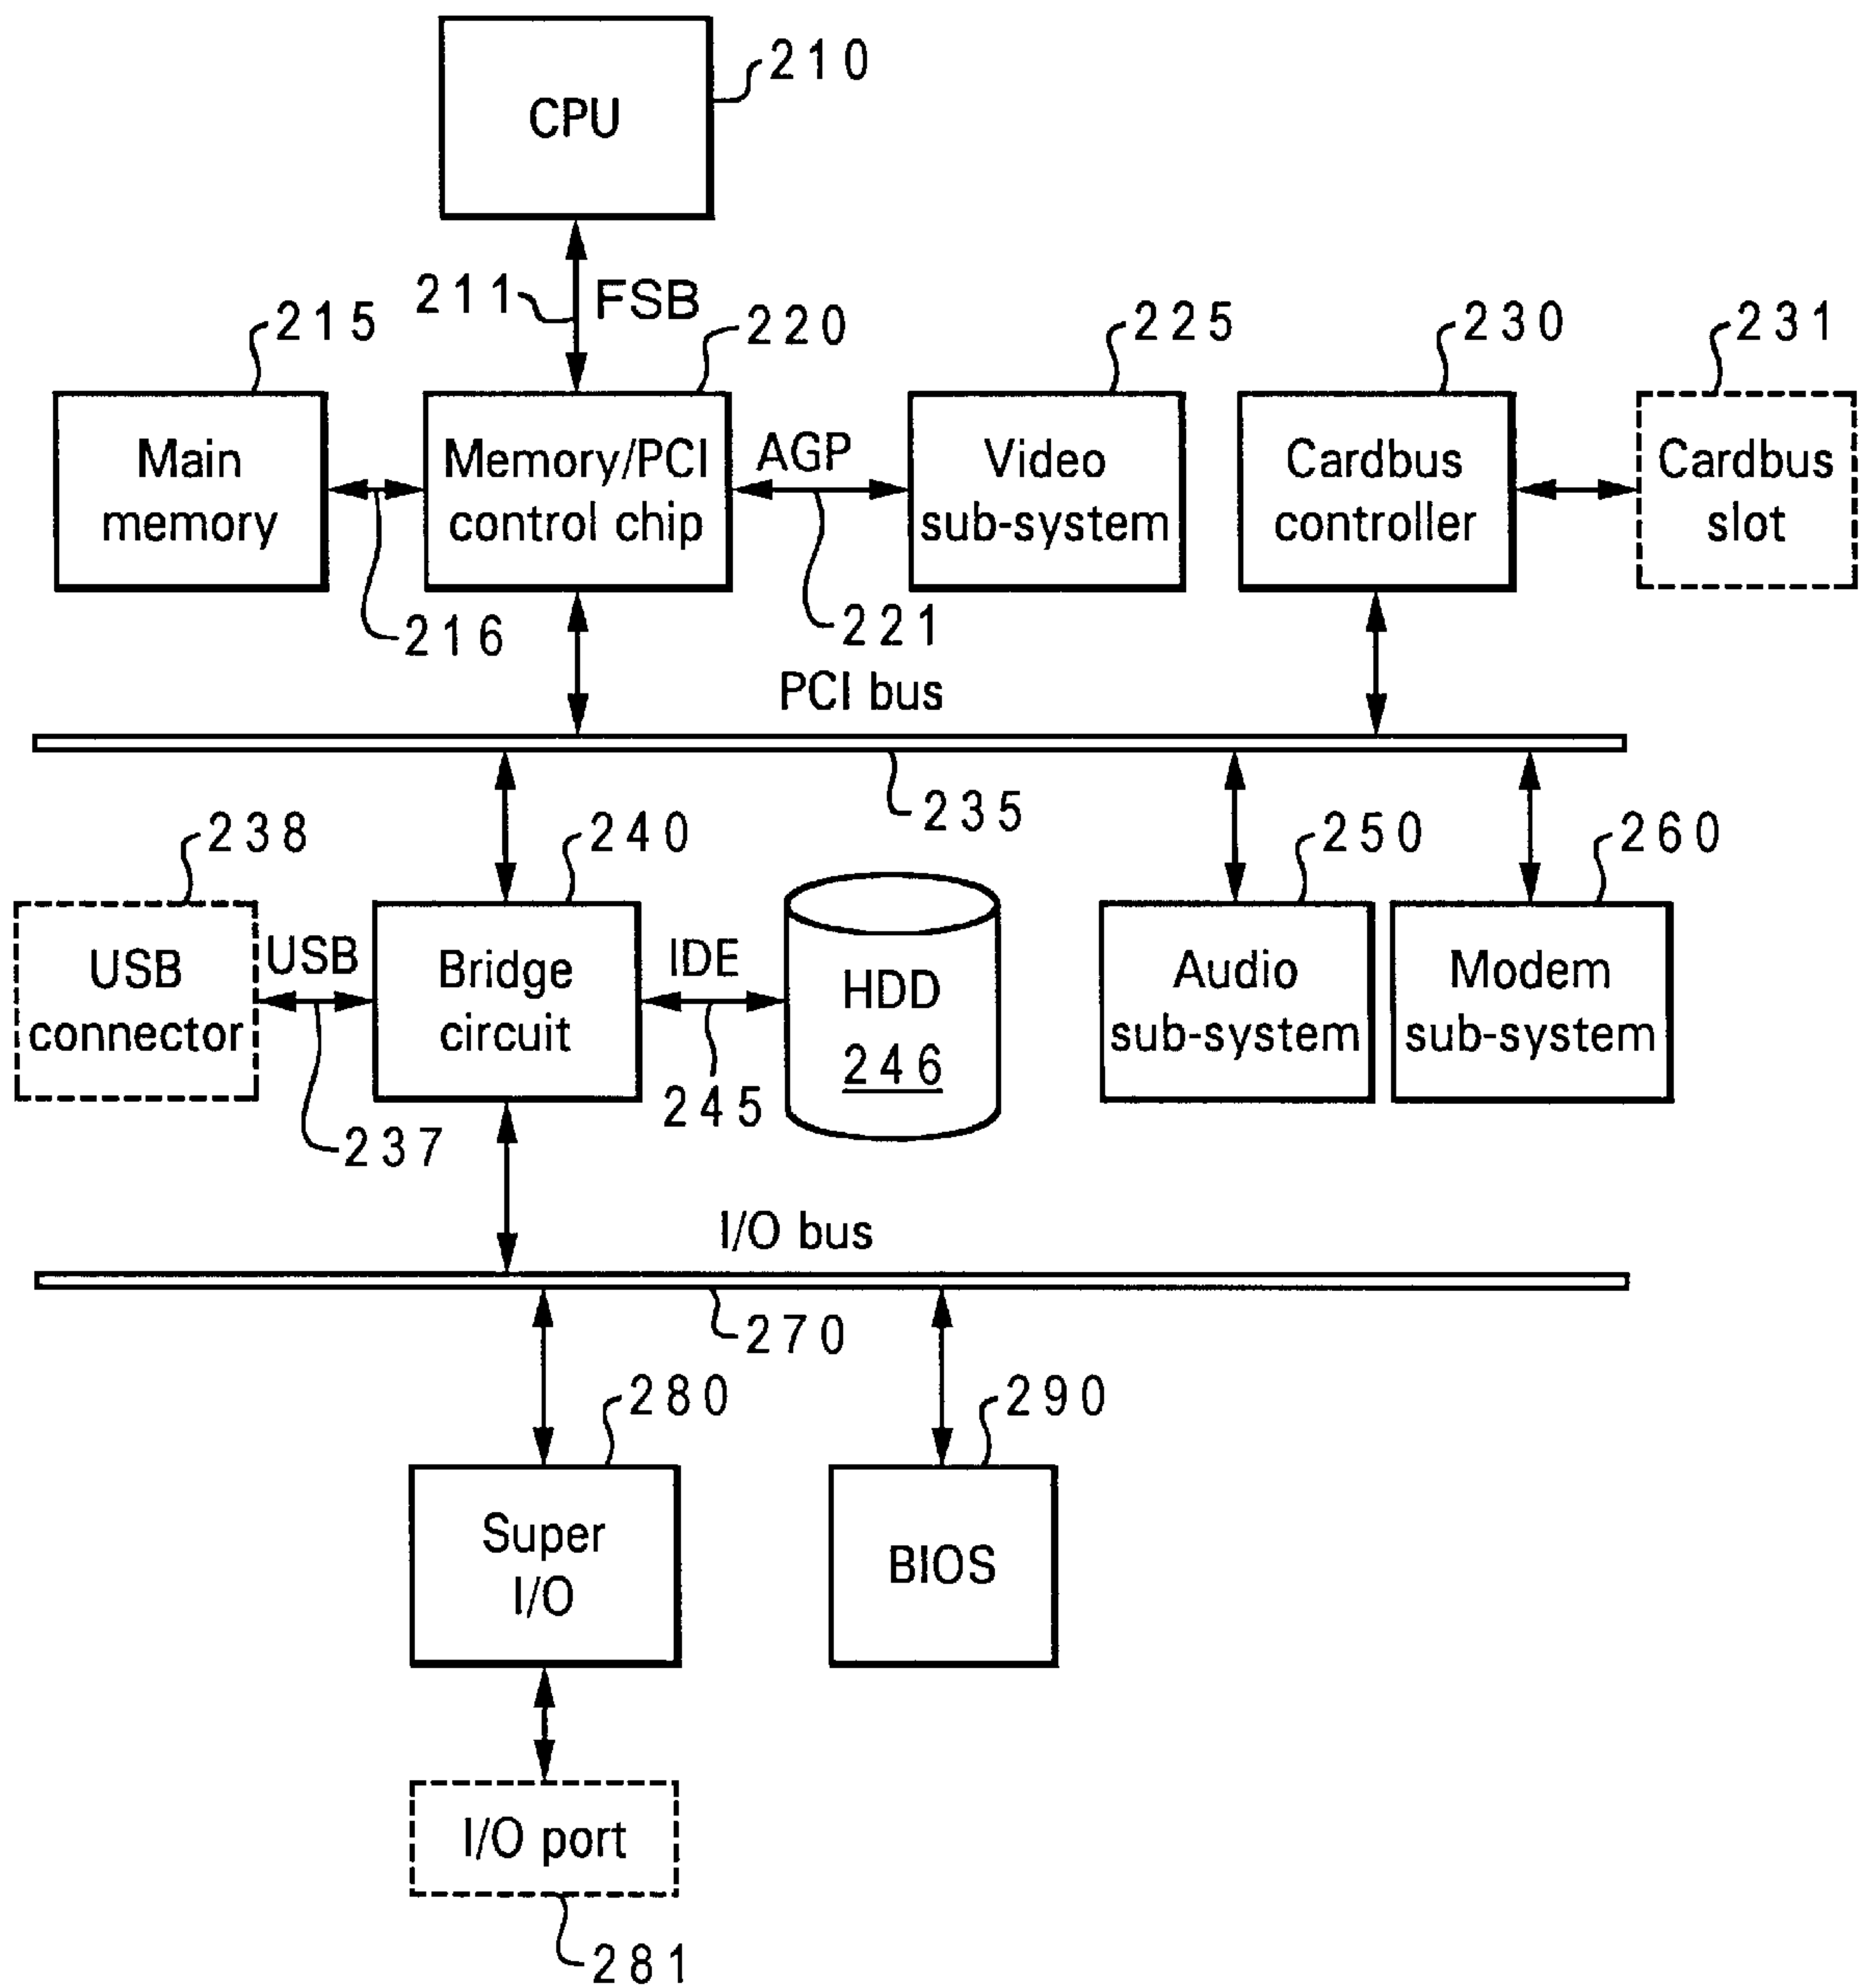 210
CPU
211
FSB
215
220
225
230
231
Main
memory
Memory/PCI
control chip
AGP
Video
sub-system
Cardbus
controller
Cardbus
slot
216
221
PCI bus
235
238
240
250
260
USB
connector
USB
Bridge
circuit
IDE
HDD
246
Audio
sub-system
Modem
sub-system
237
245
I/O bus
270
280
290
Super
I/O
BIOS
I/O port
281